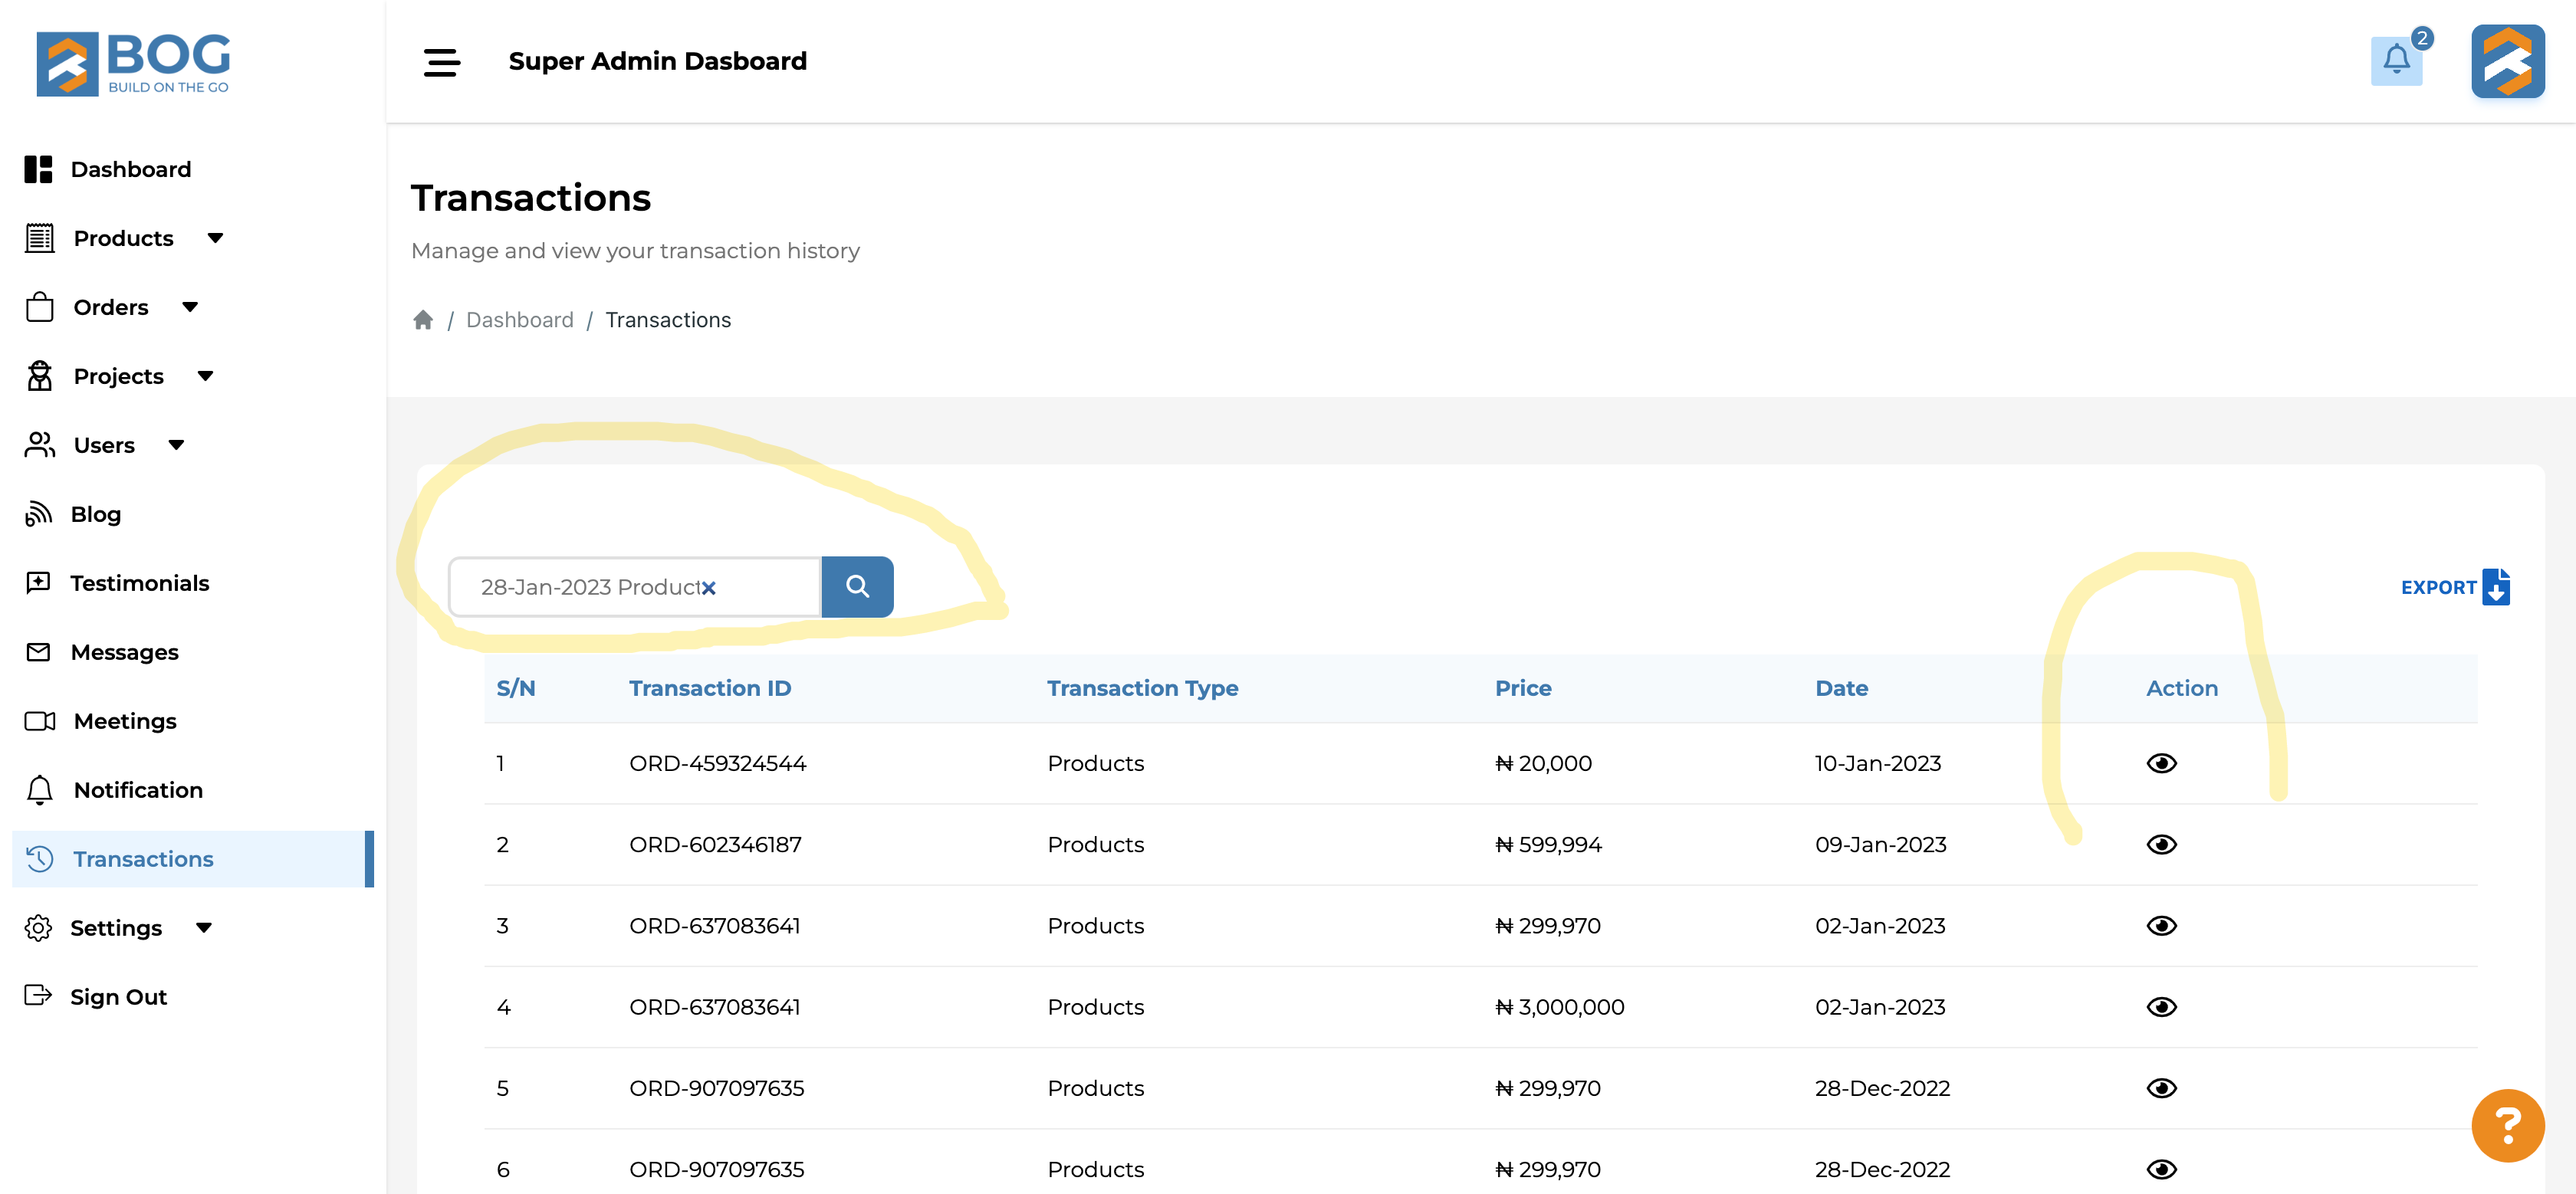 BOG
BUILD ON THE GO
Super Admin Dasboard
2
Dashboard
Products
Orders
Projects
Users
Blog
Testimonials
Messages
Meetings
Notification
Transactions
Settings
Sign Out
Transactions
Manage and view your transaction history
/ Dashboard / Transactions
28-Jan-2023 Product
EXPORT
S/N Transaction ID Transaction Type Price Date Action
1 ORD-459324544 Products ₦ 20,000 10-Jan-2023
2 ORD-602346187 Products ₦ 599,994 09-Jan-2023
3 ORD-637083641 Products ₦ 299,970 02-Jan-2023
4 ORD-637083641 Products ₦ 3,000,000 02-Jan-2023
5 ORD-907097635 Products ₦ 299,970 28-Dec-2022
6 ORD-907097635 Products ₦ 299,970 28-Dec-2022
?